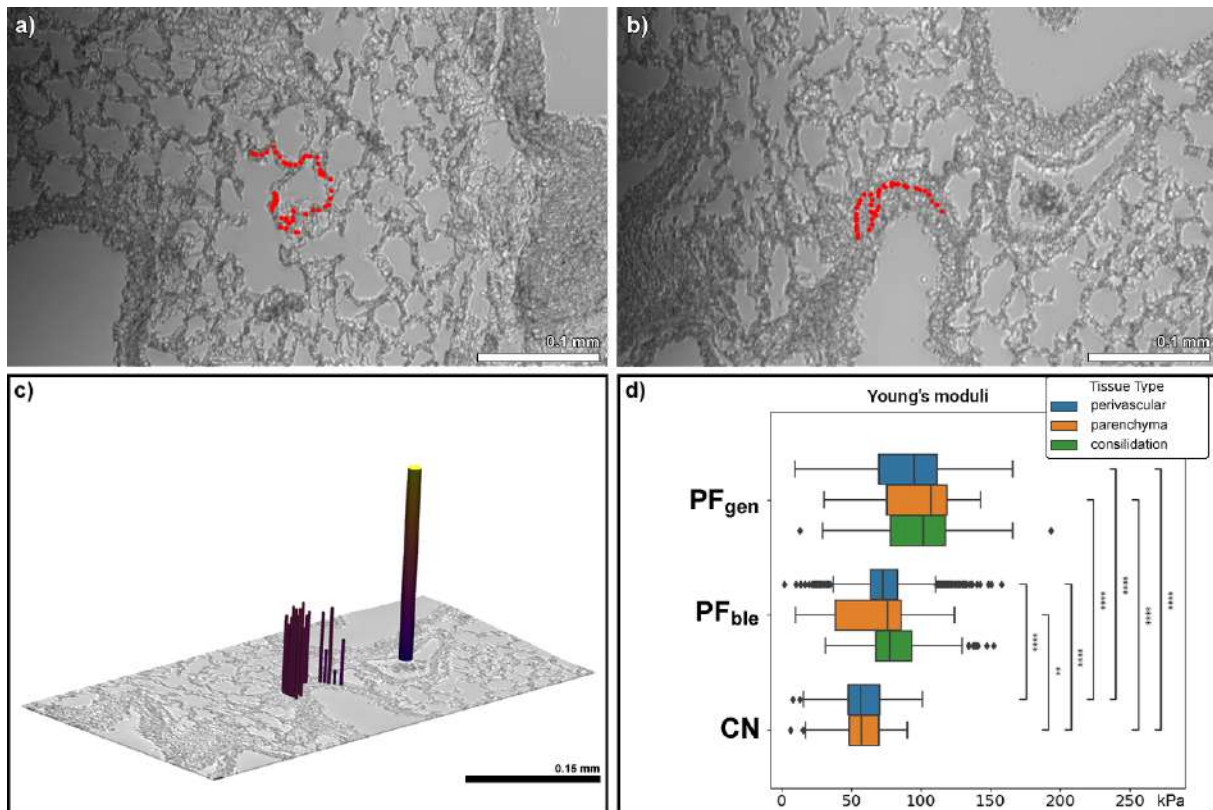 a)
0.1 mm
b)
0.1 mm
c)
0.15 mm
d)
Young's moduli
Tissue Type
perivascular
parenchyma
consilidation
PFgen
PFble
CN
****
**
****
****
****
****
****
0 50 100 150 200 250 kPa